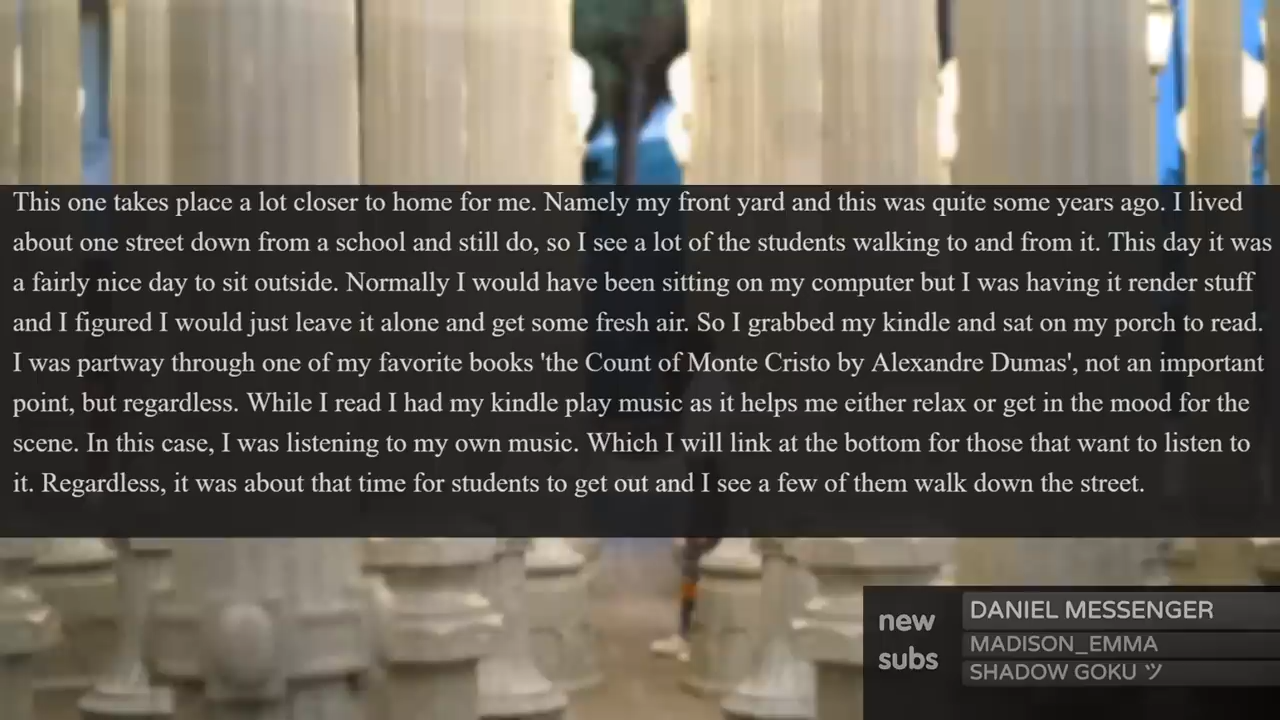 This one takes place a lot closer to home for me. Namely my front yard and this was quite some years ago. I lived
about one street down from a school and still do, so I see a lot of the students walking to and from it. This day it was
a fairly nice day to sit outside. Normally I would have been sitting on my computer but I was having it render stuff
and I figured I would just leave it alone and get some fresh air. So I grabbed my kindle and sat on my porch to read.
I was partway through one of my favorite books 'the Count of Monte Cristo by Alexandre Dumas', not an important
point, but regardless. While I read I had my kindle play music as it helps me either relax or get in the mood for the
scene. In this case, I was listening to my own music. Which I will link at the bottom for those that want to listen to
it. Regardless, it was about that time for students to get out and I see a few of them walk down the street.
new
subs
DANIEL MESSENGER
MADISON_EMMA
SHADOW GOKU ツ